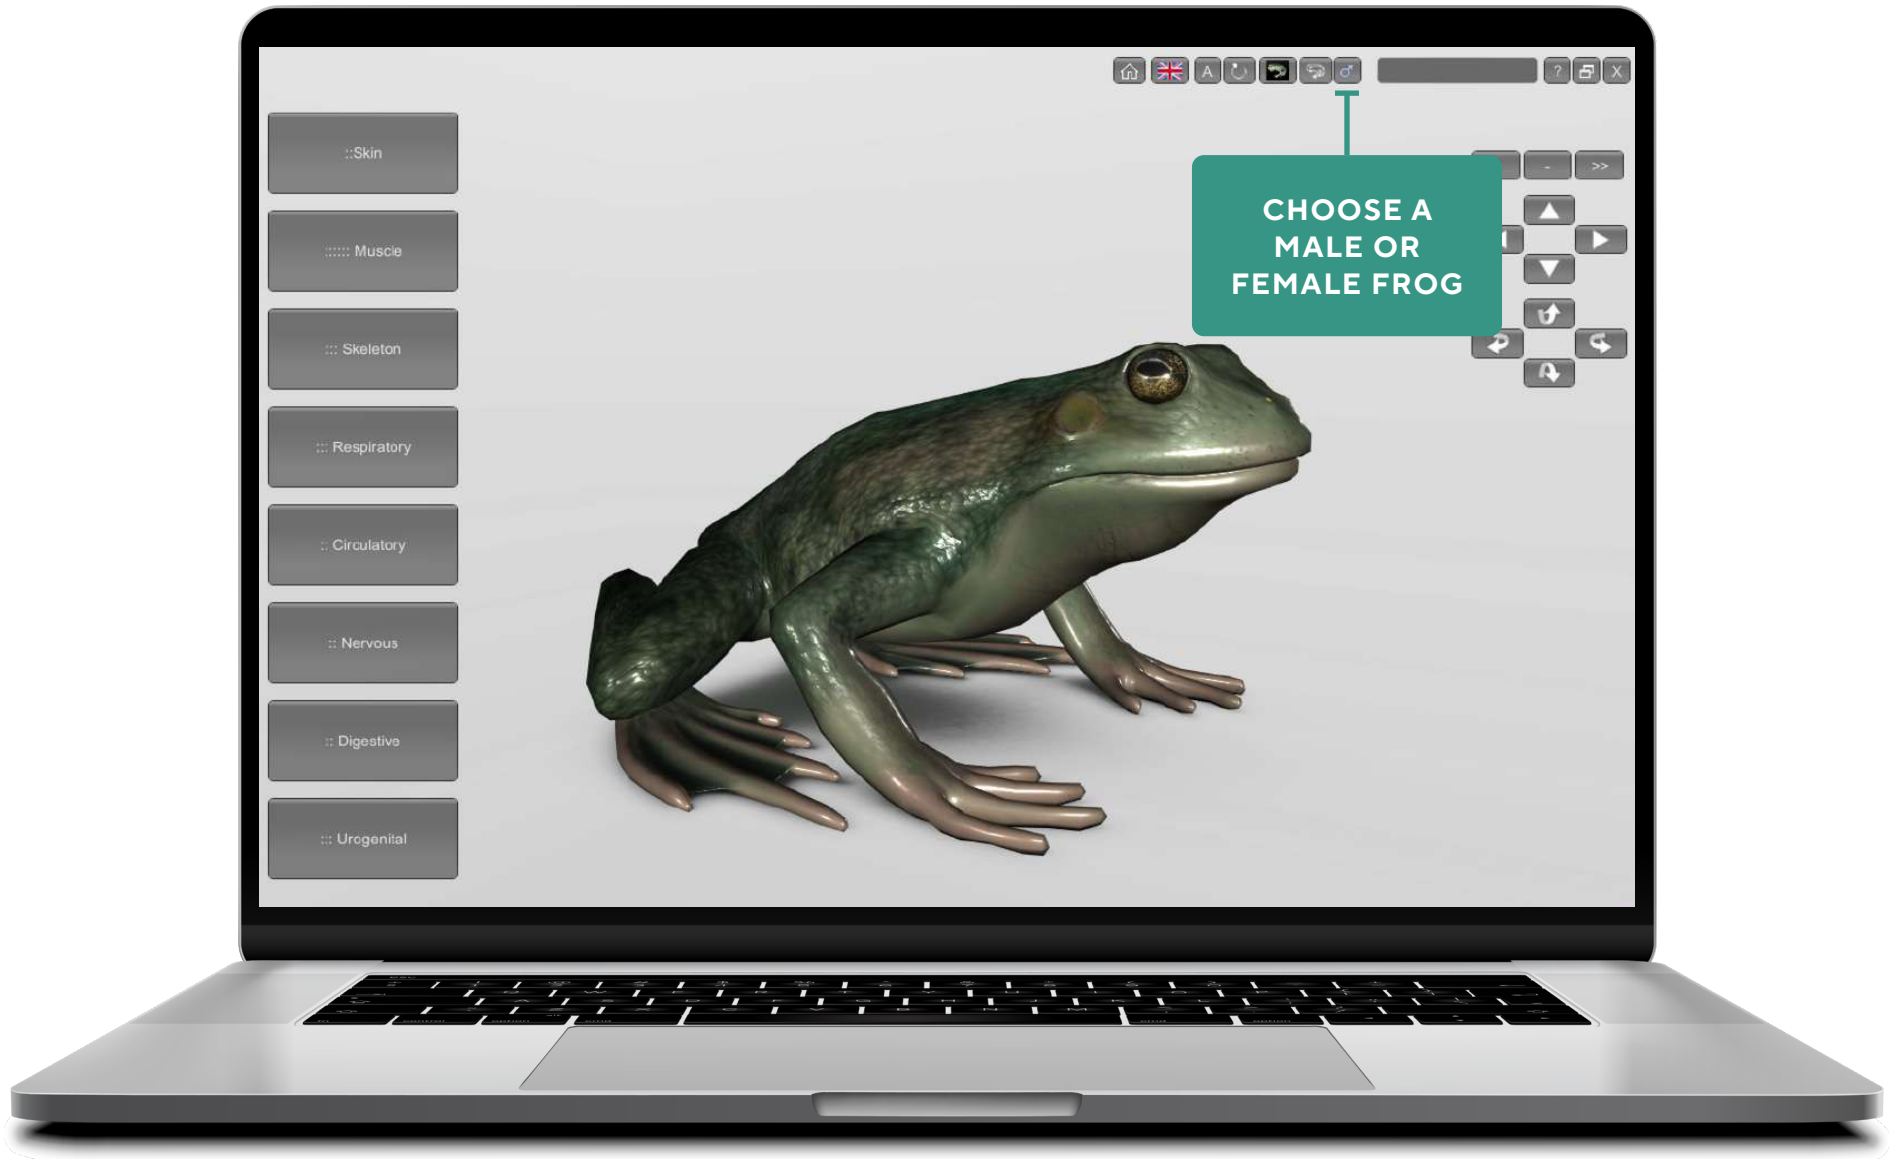 A
?
X
::Skin
- >>
CHOOSE A
MALE OR
FEMALE FROG
:::::: Muscle
::: Skeleton
::: Respiratory
:: Circulatory
:: Nervous
:: Digestive
::: Urogenital